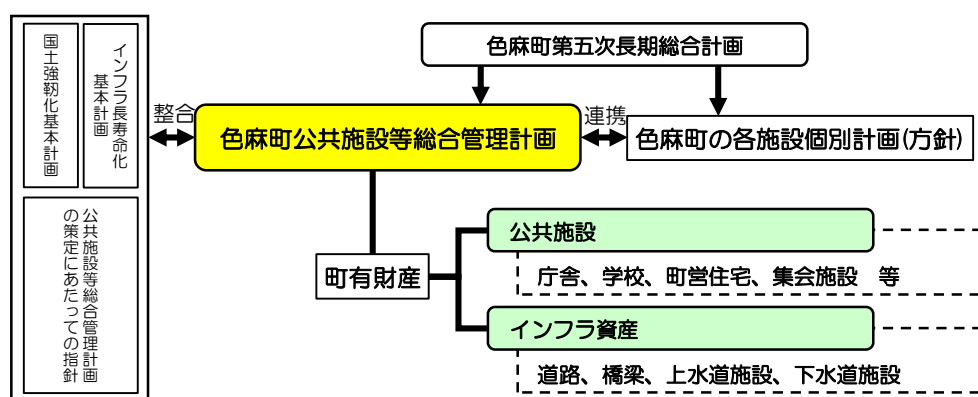 国土強靭化基本計画
インフラ長寿命化
基本計画
公共施設等総合管理計画
の策定にあたっての指針
整合
色麻町第五次長期総合計画
色麻町公共施設等総合管理計画
連携
色麻町の各施設個別計画(方針)
町有財産
公共施設
庁舎、学校、町営住宅、集会施設　等
インフラ資産
道路、橋梁、上水道施設、下水道施設